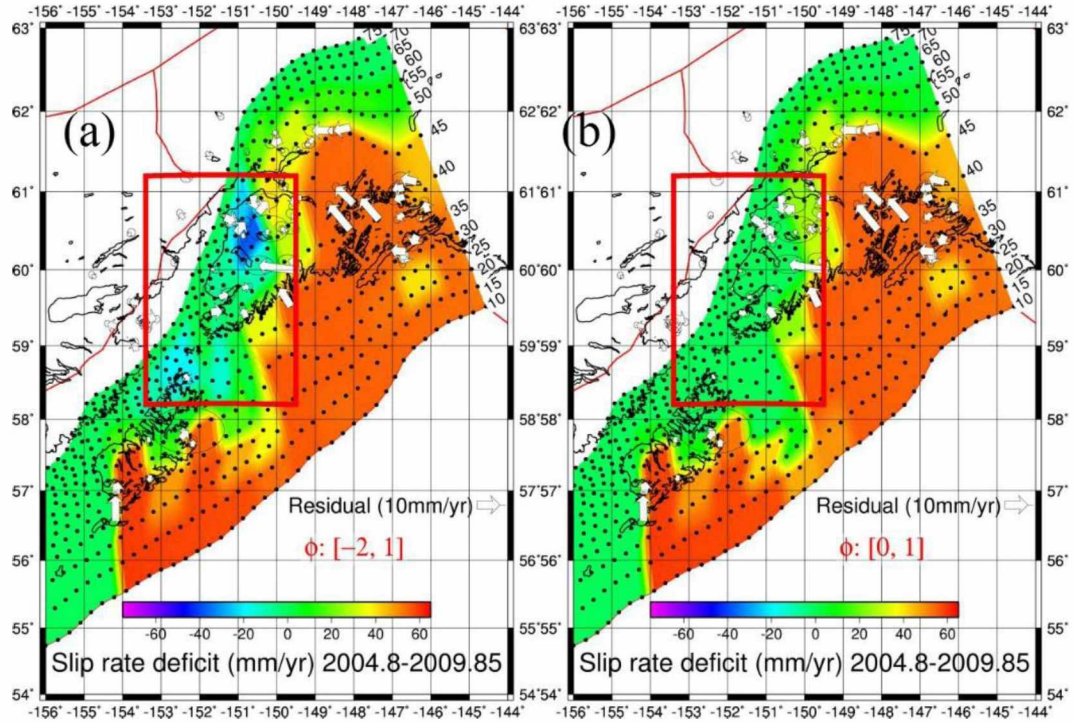 -156° -155° -154° -153° -152° -151° -150° -149° -148° -147° -146° -145° -144°
-156° -155° -154° -153° -152° -151° -150° -149° -148° -147° -146° -145° -144°
63° 63° 63°
75 70 65 60 55 50 45 40 35 30 25 20 15 10
75 70 65 60 55 50 45 40 35 30 25 20 15 10
62° 62° 62°
(a) (b)
61° 61° 61°
60° 60° 60°
59° 59° 59°
58° 58° 58°
57° 57° 57°
Residual (10mm/yr) Residual (10mm/yr)
ϕ: [−2, 1] ϕ: [0, 1]
56° 56° 56°
-60 -40 -20 0 20 40 60 -60 -40 -20 0 20 40 60
55° 55° 55°
Slip rate deficit (mm/yr) 2004.8-2009.85 Slip rate deficit (mm/yr) 2004.8-2009.85
54° 54° 54°
-156° -155° -154° -153° -152° -151° -150° -149° -148° -147° -146° -145° -144°
-156° -155° -154° -153° -152° -151° -150° -149° -148° -147° -146° -145° -144°